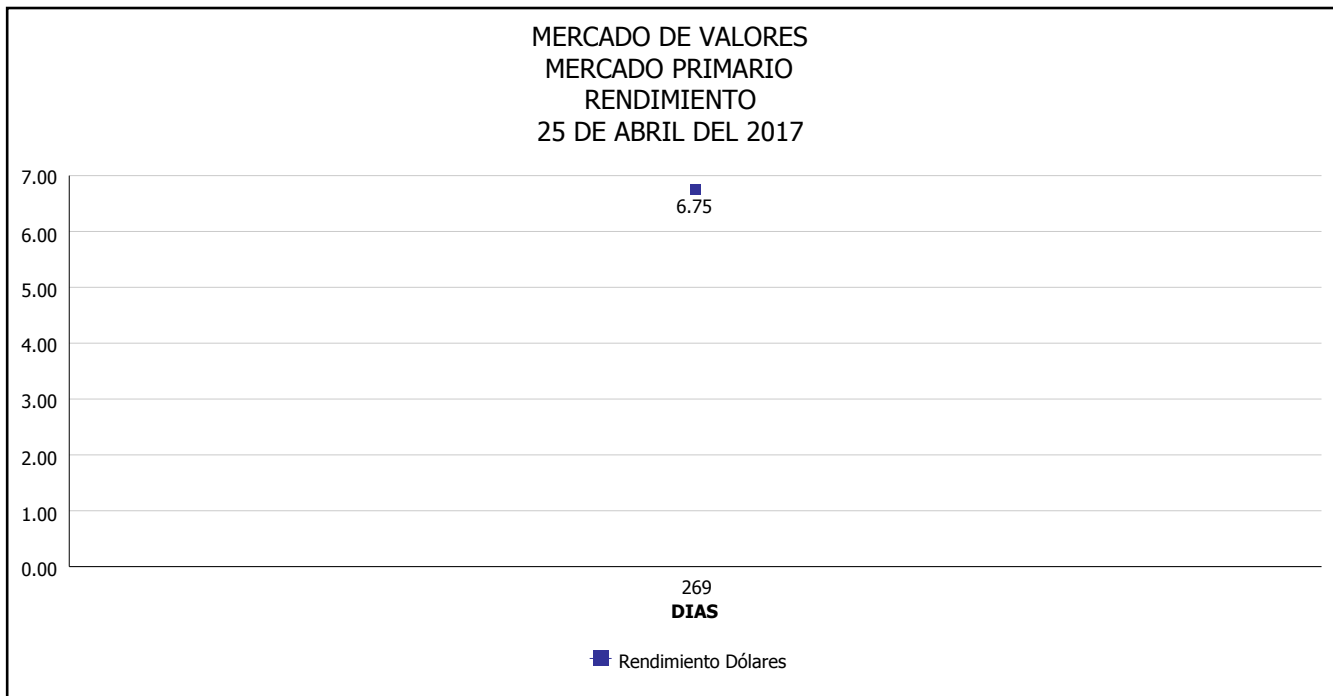 MERCADO DE VALORES
MERCADO PRIMARIO
RENDIMIENTO
25 DE ABRIL DEL 2017
7.00
6.75
6.00
5.00
4.00
3.00
2.00
1.00
0.00
269
DIAS
Rendimiento Dólares